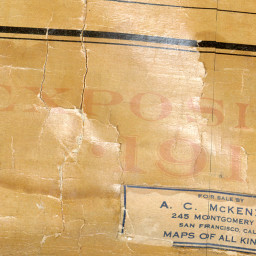 EXPOSI
191
FOR SALE BY
A. C. McKEN
245 MONTGOMERY
SAN FRANCISCO, CAL
MAPS OF ALL KIN